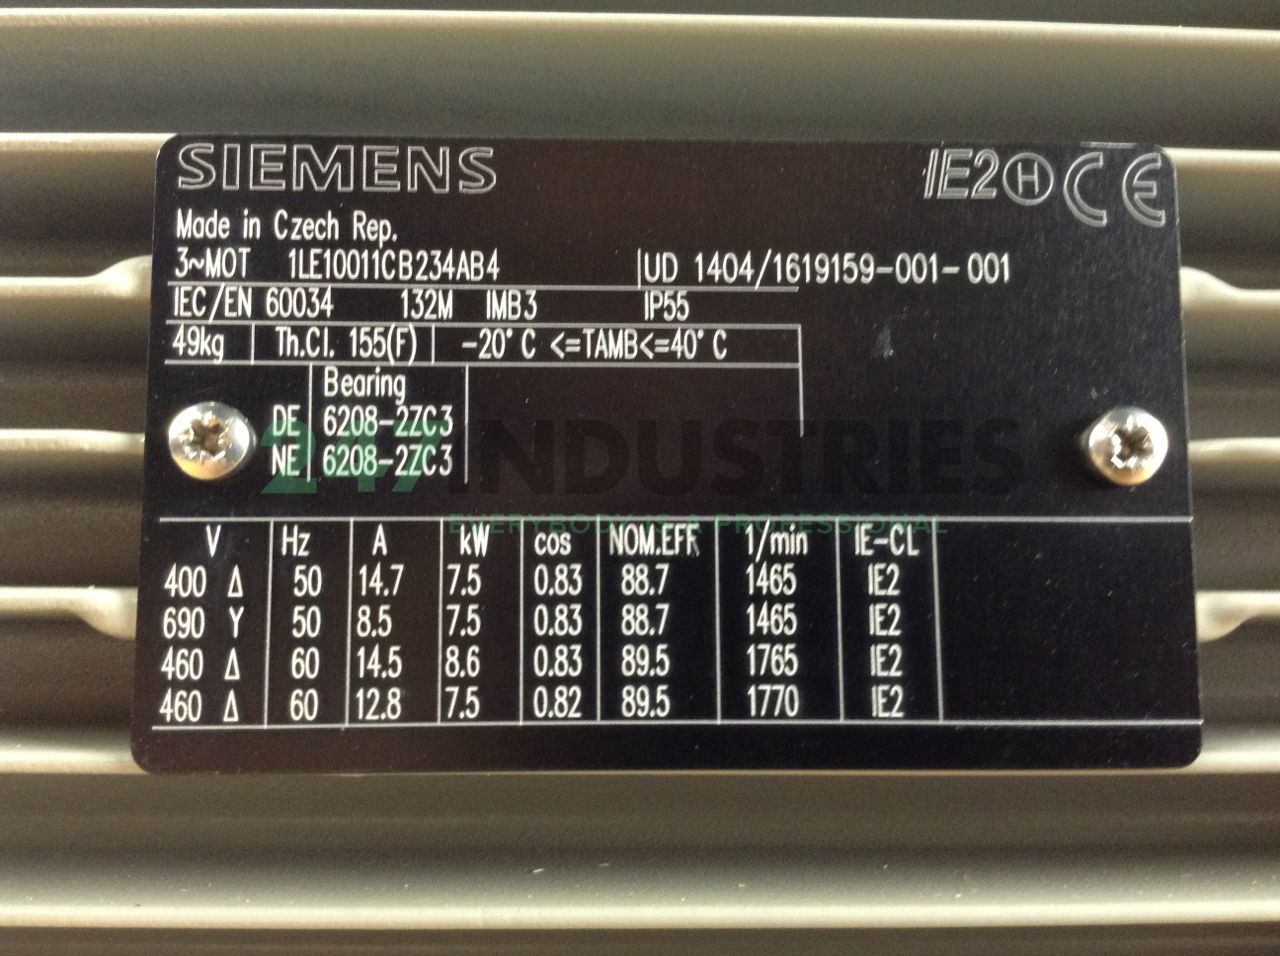 SIEMENS IE2 H CE
Made in Czech Rep.
3~MOT 1LE10011CB234AB4 UD 1404/1619159-001-001
IEC/EN 60034 132M IMB3 IP55
49kg Th.Cl. 155(F) -20° C <=TAMB<=40° C
Bearing
DE 6208-2ZC3
NE 6208-2ZC3
247 INDUSTRIES
EVERYBODY IS A PROFESSIONAL
V Hz A kW cos NOM.EFF 1/min IE-CL
400 Δ 50 14.7 7.5 0.83 88.7 1465 IE2
690 Y 50 8.5 7.5 0.83 88.7 1465 IE2
460 Δ 60 14.5 8.6 0.83 89.5 1765 IE2
460 Δ 60 12.8 7.5 0.82 89.5 1770 IE2